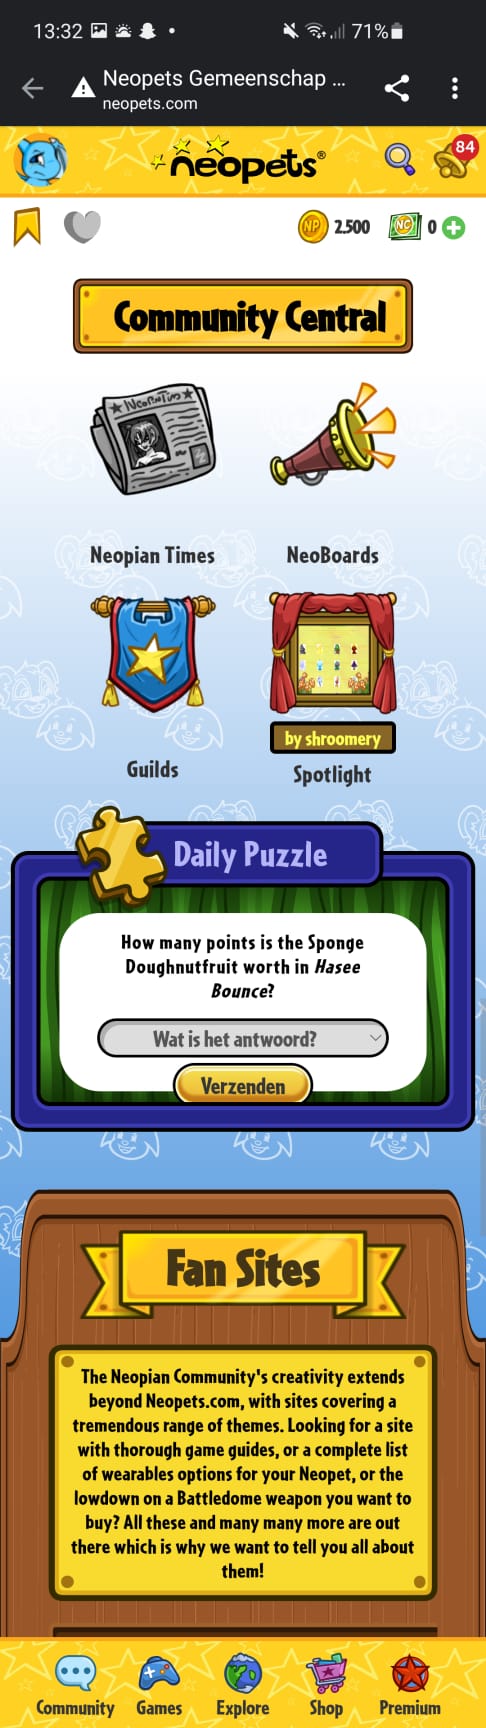 13:32
71%
Neopets Gemeenschap ...
neopets.com
neopets®
84
NP 2.500 NC 0
Community Central
Neopian Times
Neopian Times
NeoBoards
by shroomery
Guilds
Spotlight
Daily Puzzle
How many points is the Sponge
Doughnutfruit worth in Hasee
Bounce?
Wat is het antwoord?
Verzenden
Fan Sites
The Neopian Community's creativity extends
beyond Neopets.com, with sites covering a
tremendous range of themes. Looking for a site
with thorough game guides, or a complete list
of wearables options for your Neopet, or the
lowdown on a Battledome weapon you want to
buy? All these and many many more are out
there which is why we want to tell you all about
them!
Community Games Explore Shop Premium